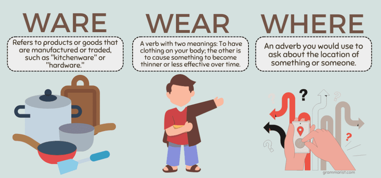 WARE
Refers to products or goods that
are manufactured or traded,
such as "kitchenware" or
"hardware."
WEAR
A verb with two meanings: To have
clothing on your body; the other is
to cause something to become
thinner or less effective over time.
WHERE
An adverb you would use to
ask about the location of
something or someone.
?
?